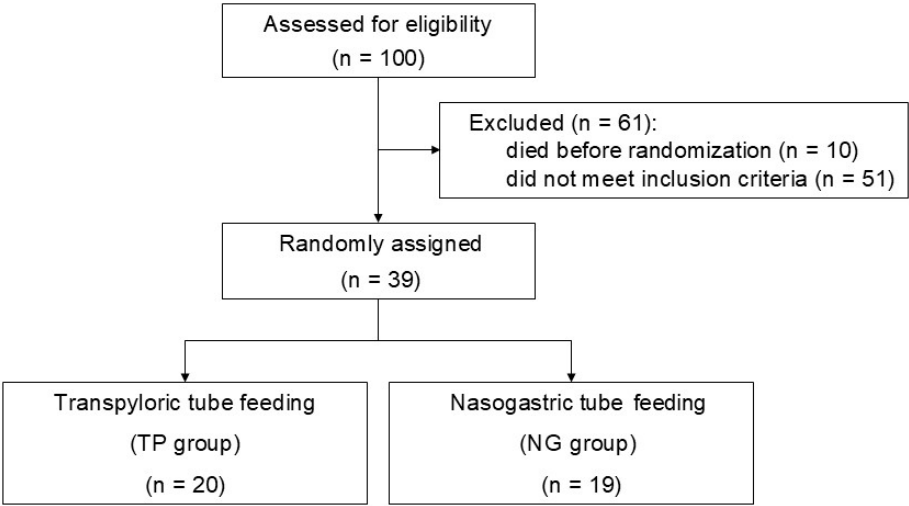 Assessed for eligibility
(n = 100)
Excluded (n = 61):
died before randomization (n = 10)
did not meet inclusion criteria (n = 51)
Randomly assigned
(n = 39)
Transpyloric tube feeding
(TP group)
(n = 20)
Nasogastric tube feeding
(NG group)
(n = 19)